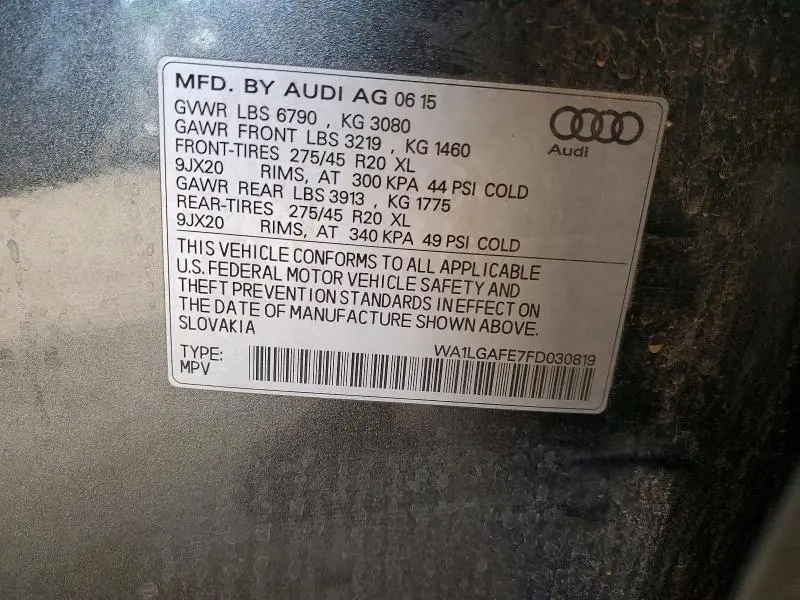 MFD. BY AUDI AG 06 15
GVWR LBS 6790 , KG 3080
GAWR FRONT LBS 3219 , KG 1460
FRONT-TIRES 275/45 R20 XL
9JX20 RIMS, AT 300 KPA 44 PSI COLD
GAWR REAR LBS 3913 , KG 1775
REAR-TIRES 275/45 R20 XL
9JX20 RIMS, AT 340 KPA 49 PSI COLD
Audi
THIS VEHICLE CONFORMS TO ALL APPLICABLE
U.S. FEDERAL MOTOR VEHICLE SAFETY AND
THEFT PREVENTION STANDARDS IN EFFECT ON
THE DATE OF MANUFACTURE SHOWN ABOVE.
SLOVAKIA
WA1LGAFE7FD030819
TYPE:
MPV